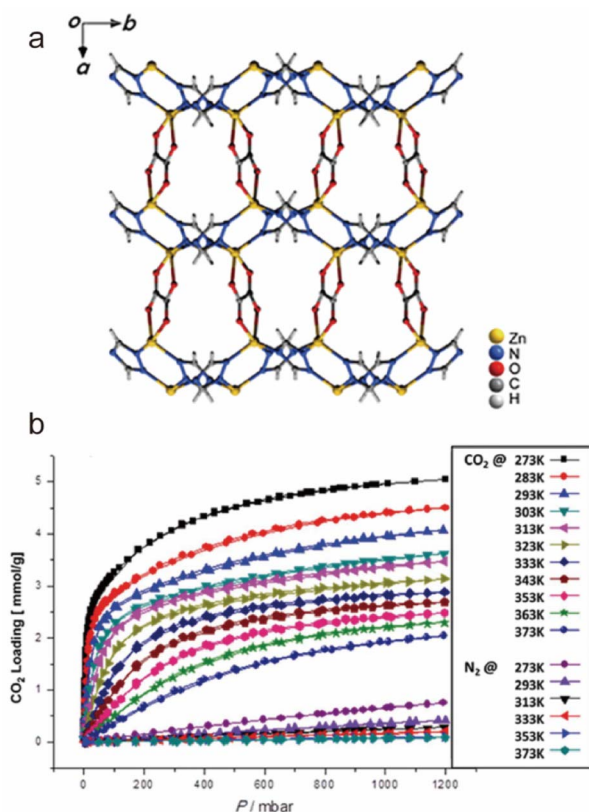 a
o b
a
Zn
N
O
C
H
b
CO₂ Loading [ mmol/g]
5
4
3
2
1
0
0 200 400 600 800 1000 1200
P / mbar
CO₂ @ 273K
283K
293K
303K
313K
323K
333K
343K
353K
363K
373K
N₂ @ 273K
293K
313K
333K
353K
373K